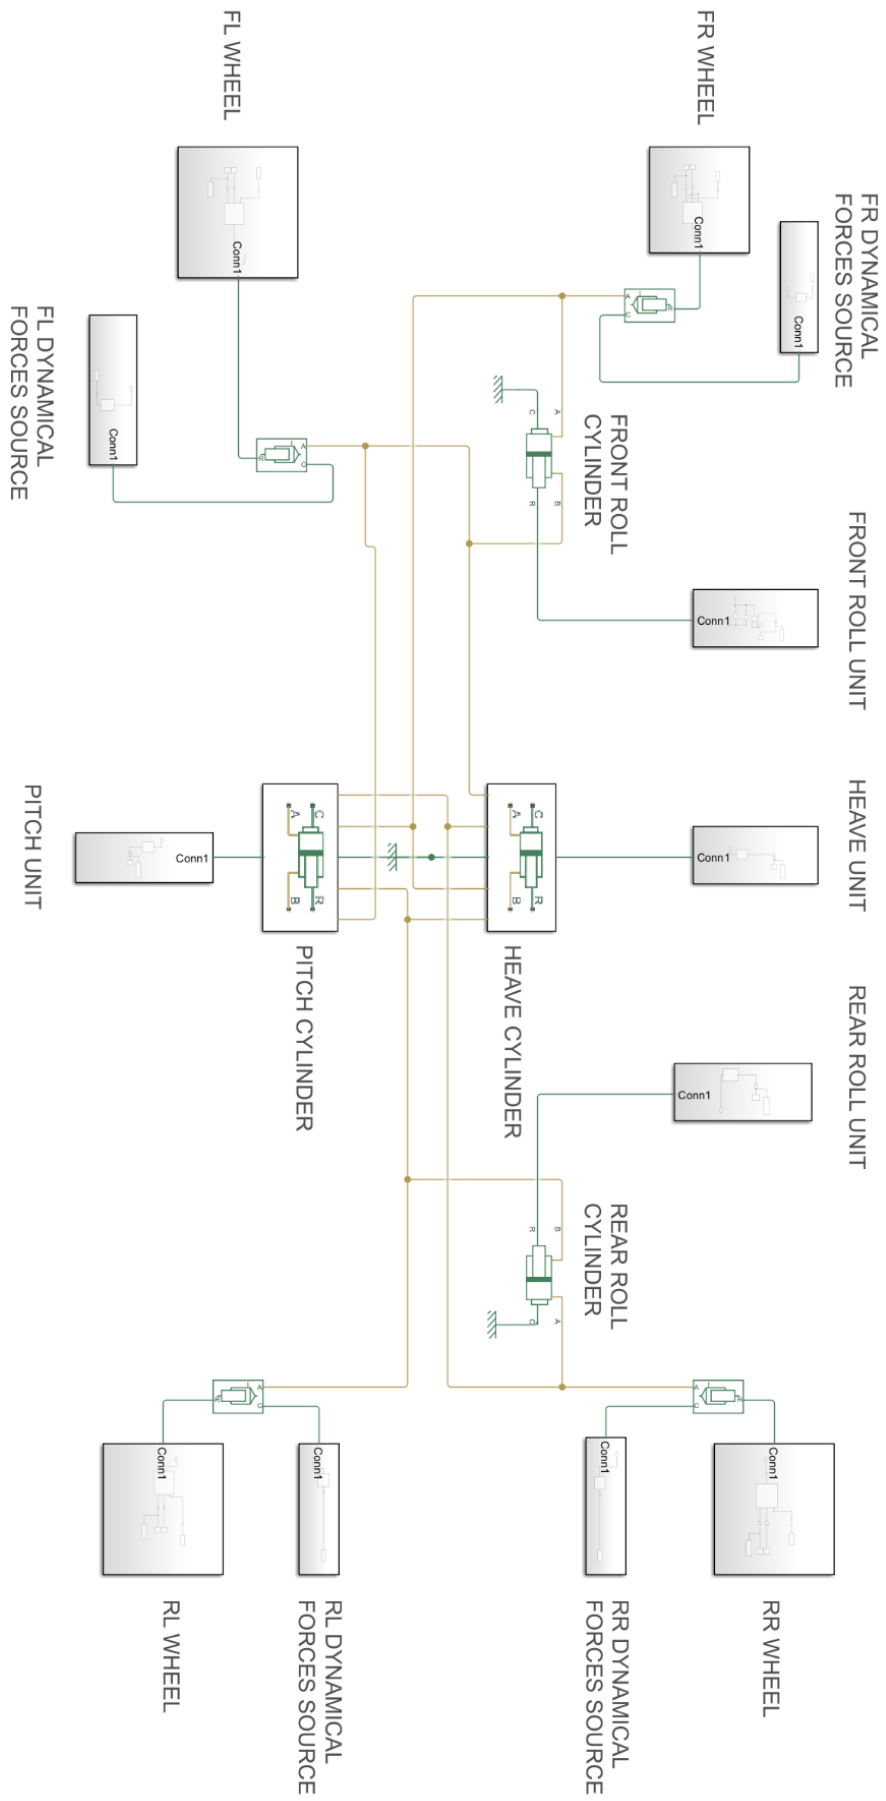 FL WHEEL
FR WHEEL
FR DYNAMICAL
FORCES SOURCE
Conn1
Conn1
Conn1
A
R
C
FL DYNAMICAL
FORCES SOURCE
Conn1
A
R
C
C
A
FRONT ROLL
CYLINDER
R
B
FRONT ROLL UNIT
Conn1
PITCH UNIT
Conn1
C
A
R
B
PITCH CYLINDER
C
A
R
B
HEAVE CYLINDER
HEAVE UNIT
Conn1
REAR ROLL UNIT
Conn1
R
B
REAR ROLL
CYLINDER
C
A
A
R
C
A
R
C
Conn1
Conn1
Conn1
Conn1
RL WHEEL
RL DYNAMICAL
FORCES SOURCE
RR DYNAMICAL
FORCES SOURCE
RR WHEEL